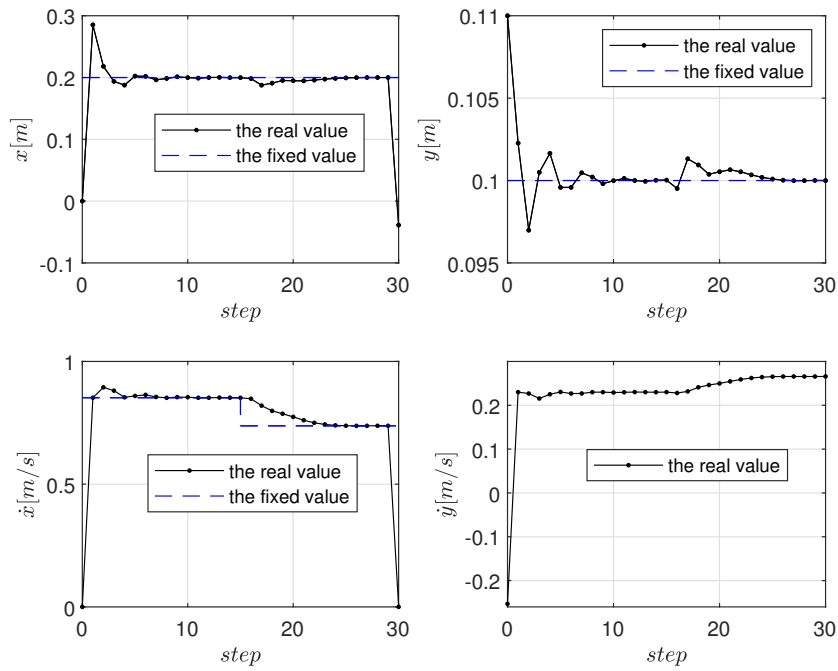 0.3
0.2
0.1
0
-0.1
x[m]
the real value
the fixed value
0
10
20
30
step
0.11
0.105
0.1
0.095
y[m]
the real value
the fixed value
0
10
20
30
step
1
0.5
0
ẋ[m/s]
the real value
the fixed value
0
10
20
30
step
0.2
0.1
0
-0.1
-0.2
ẏ[m/s]
the real value
0
10
20
30
step